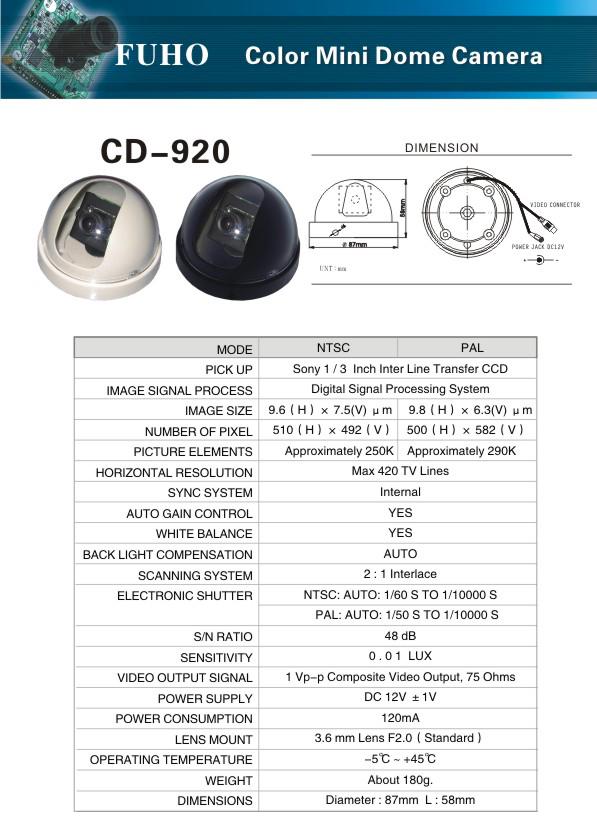 FUHO Color Mini Dome Camera
CD-920
DIMENSION
58mm
ø 87mm
UNT : mm
VIDEO CONNECTOR
POWER JACK DC12V
MODE NTSC PAL
PICK UP Sony 1 / 3 Inch Inter Line Transfer CCD
IMAGE SIGNAL PROCESS Digital Signal Processing System
IMAGE SIZE 9.6 ( H ) × 7.5(V) μ m 9.8 ( H ) × 6.3(V) μ m
NUMBER OF PIXEL 510 ( H ) × 492 ( V ) 500 ( H ) × 582 ( V )
PICTURE ELEMENTS Approximately 250K Approximately 290K
HORIZONTAL RESOLUTION Max 420 TV Lines
SYNC SYSTEM Internal
AUTO GAIN CONTROL YES
WHITE BALANCE YES
BACK LIGHT COMPENSATION AUTO
SCANNING SYSTEM 2 : 1 Interlace
ELECTRONIC SHUTTER NTSC: AUTO: 1/60 S TO 1/10000 S
PAL: AUTO: 1/50 S TO 1/10000 S
S/N RATIO 48 dB
SENSITIVITY 0 . 0 1 LUX
VIDEO OUTPUT SIGNAL 1 Vp-p Composite Video Output, 75 Ohms
POWER SUPPLY DC 12V ± 1V
POWER CONSUMPTION 120mA
LENS MOUNT 3.6 mm Lens F2.0 ( Standard )
OPERATING TEMPERATURE -5℃ ~ +45℃
WEIGHT About 180g.
DIMENSIONS Diameter : 87mm L : 58mm